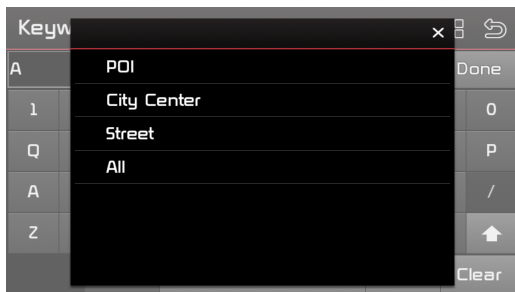 Keyw
×
A
Done
POI
City Center
Street
All
1
0
Q
P
A
/
Z
Clear